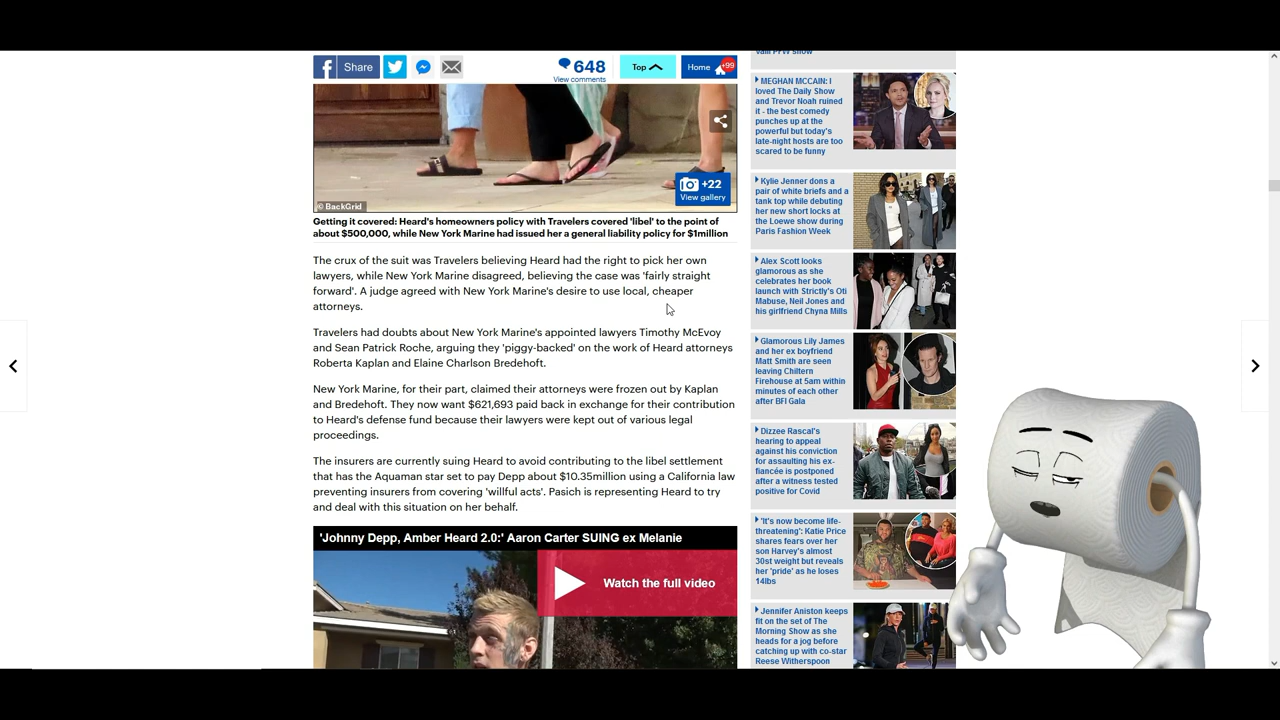 Share
648
View comments
Top
Home
+99
+22
View gallery
© BackGrid
Getting it covered: Heard's homeowners policy with Travelers covered 'libel' to the point of
about $500,000, while New York Marine had issued her a general liability policy for $1million
The crux of the suit was Travelers believing Heard had the right to pick her own
lawyers, while New York Marine disagreed, believing the case was 'fairly straight
forward'. A judge agreed with New York Marine's desire to use local, cheaper
attorneys.
Travelers had doubts about New York Marine's appointed lawyers Timothy McEvoy
and Sean Patrick Roche, arguing they 'piggy-backed' on the work of Heard attorneys
Roberta Kaplan and Elaine Charlson Bredehoft.
New York Marine, for their part, claimed their attorneys were frozen out by Kaplan
and Bredehoft. They now want $621,693 paid back in exchange for their contribution
to Heard's defense fund because their lawyers were kept out of various legal
proceedings.
The insurers are currently suing Heard to avoid contributing to the libel settlement
that has the Aquaman star set to pay Depp about $10.35million using a California law
preventing insurers from covering 'willful acts'. Pasich is representing Heard to try
and deal with this situation on her behalf.
'Johnny Depp, Amber Heard 2.0:' Aaron Carter SUING ex Melanie
Watch the full video
MEGHAN MCCAIN: I
loved The Daily Show
and Trevor Noah ruined
it - the best comedy
punches up at the
powerful but today's
late-night hosts are too
scared to be funny
Kylie Jenner dons a
pair of white briefs and a
tank top while debuting
her new short locks at
the Loewe show during
Paris Fashion Week
Alex Scott looks
glamorous as she
celebrates her book
launch with Strictly's Oti
Mabuse, Neil Jones and
his girlfriend Chyna Mills
Glamorous Lily James
and her ex boyfriend
Matt Smith are seen
leaving Chiltern
Firehouse at 5am within
minutes of each other
after BFI Gala
Dizzee Rascal's
hearing to appeal
against his conviction
for assaulting his ex-
fiancée is postponed
after a witness tested
positive for Covid
'It's now become life-
threatening': Katie Price
shares fears over her
son Harvey's almost
30st weight but reveals
her 'pride' as he loses
14lbs
Jennifer Aniston keeps
fit on the set of The
Morning Show as she
heads for a jog before
catching up with co-star
Reese Witherspoon